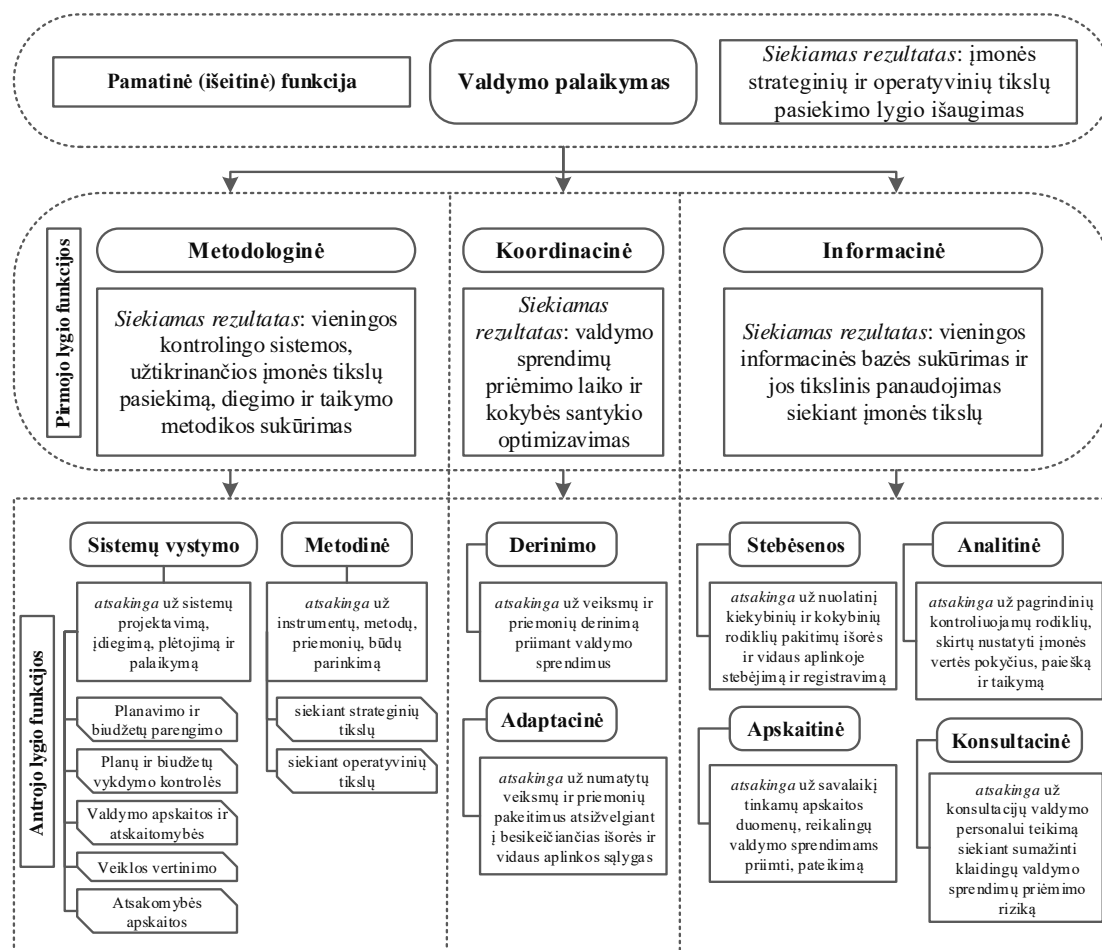 Pamatinė (išeitinė) funkcija
Valdymo palaikymas
Siekiamas rezultatas: įmonės
strateginių ir operatyvinių tikslų
pasiekimo lygio išaugimas
Pirmojo lygio funkcijos
Metodologinė
Siekiamas rezultatas: vieningos
kontrolingo sistemos,
užtikrinančios įmonės tikslų
pasiekimą, diegimo ir taikymo
metodikos sukūrimas
Koordinacinė
Siekiamas
rezultatas: valdymo
sprendimų
priėmimo laiko ir
kokybės santykio
optimizavimas
Informacinė
Siekiamas rezultatas: vieningos
informacinės bazės sukūrimas ir
jos tikslinis panaudojimas
siekiant įmonės tikslų
Antrojo lygio funkcijos
Sistemų vystymo
atsakinga už sistemų
projektavimą,
įdiegimą, plėtojimą ir
palaikymą
Planavimo ir
biudžetų parengimo
Planų ir biudžetų
vykdymo kontrolės
Valdymo apskaitos ir
atskaitomybės
Veiklos vertinimo
Atsakomybės
apskaitos
Metodinė
atsakinga už
instrumentų, metodų,
priemonių, būdų
parinkimą
siekiant strateginių
tikslų
siekiant operatyvinių
tikslų
Derinimo
atsakinga už veiksmų ir
priemonių derinimą
priimant valdymo
sprendimus
Adaptacinė
atsakinga už numatytų
veiksmų ir priemonių
pakeitimus atsižvelgiant
į besikeičiančias išorės ir
vidaus aplinkos sąlygas
Stebėsenos
atsakinga už nuolatinį
kiekybinių ir kokybinių
rodiklių pakitimų išorės
ir vidaus aplinkoje
stebėjimą ir registravimą
Analitinė
atsakinga už pagrindinių
kontroliuojamų rodiklių,
skirtų nustatyti įmonės
vertės pokyčius, paiešką
ir taikymą
Apskaitinė
atsakinga už savalaikį
tinkamų apskaitos
duomenų, reikalingų
valdymo sprendimams
priimti, pateikimą
Konsultacinė
atsakinga už
konsultacijų valdymo
personalui teikimą
siekiant sumažinti
klaidingų valdymo
sprendimų priėmimo
riziką